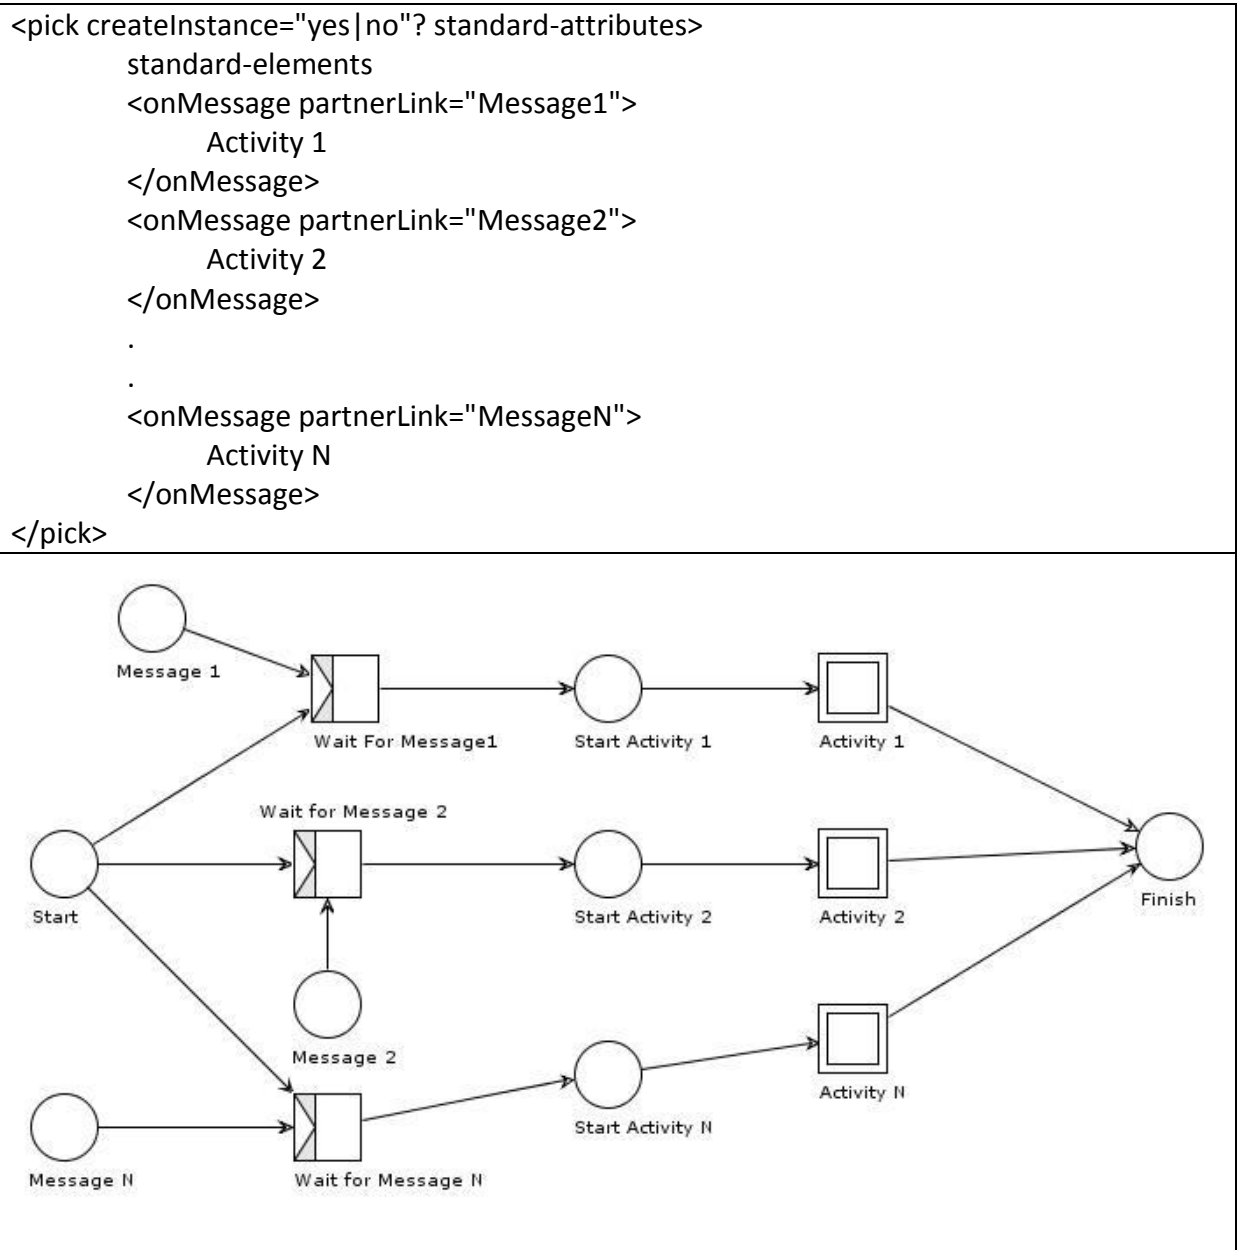 <pick createInstance="yes|no"? standard-attributes>
standard-elements
<onMessage partnerLink="Message1">
Activity 1
</onMessage>
<onMessage partnerLink="Message2">
Activity 2
</onMessage>
.
.
<onMessage partnerLink="MessageN">
Activity N
</onMessage>
</pick>
Message 1
Wait For Message1
Start Activity 1
Activity 1
Wait for Message 2
Start
Start Activity 2
Activity 2
Finish
Message 2
Activity N
Start Activity N
Message N
Wait for Message N